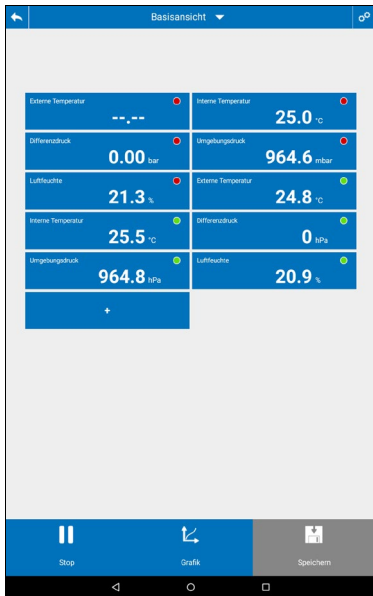 Basisansicht
Externe Temperatur
--.--
Interne Temperatur
25.0 °C
Differenzdruck
0.00 bar
Umgebungsdruck
964.6 mbar
Luftfeuchte
21.3 %
Externe Temperatur
24.8 °C
Interne Temperatur
25.5 °C
Differenzdruck
0 hPa
Umgebungsdruck
964.8 hPa
Luftfeuchte
20.9 %
+
Stop
Grafik
Speichern